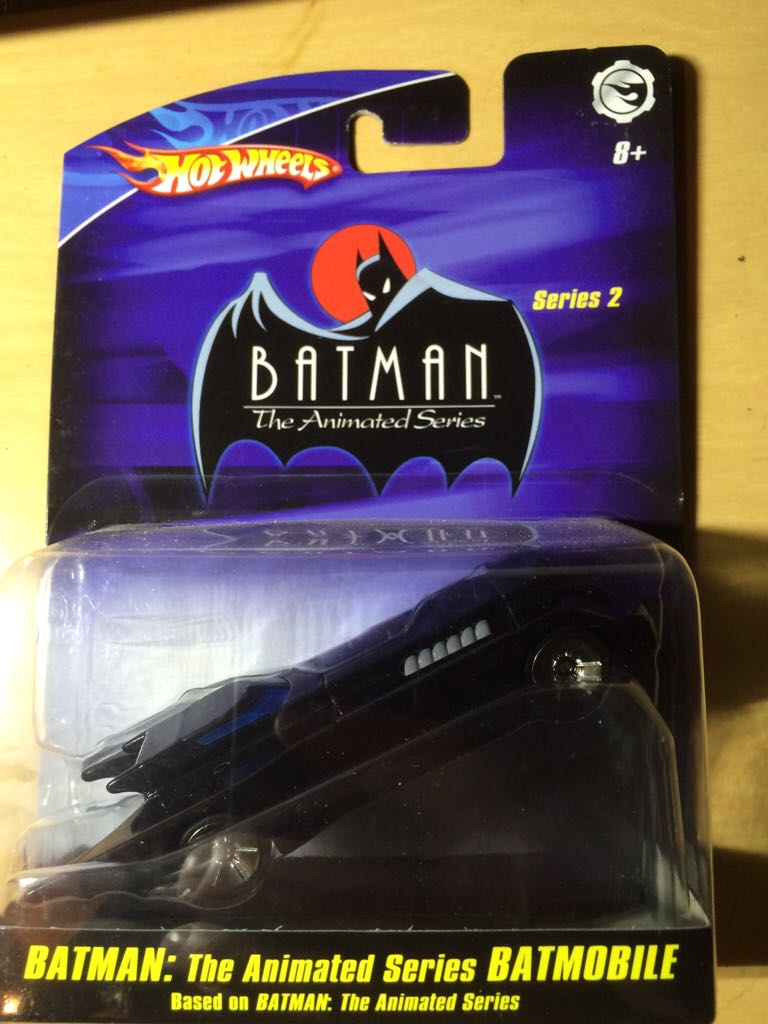 HOT WHEELS
8+
Series 2
BATMAN™
The Animated Series
BATMAN: The Animated Series BATMOBILE
Based on BATMAN: The Animated Series